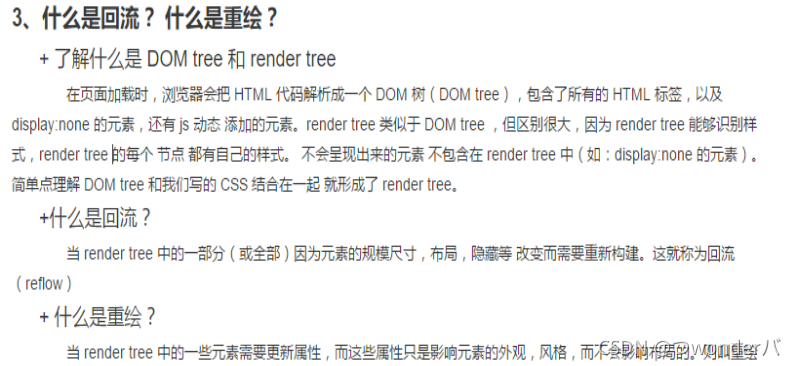 3、什么是回流？ 什么是重绘？
+ 了解什么是 DOM tree 和 render tree
在页面加载时，浏览器会把 HTML 代码解析成一个 DOM 树（DOM tree），包含了所有的 HTML 标签，以及
display:none 的元素，还有 js 动态 添加的元素。render tree 类似于 DOM tree ，但区别很大，因为 render tree 能够识别样
式，render tree 的每个 节点 都有自己的样式。 不会呈现出来的元素 不包含在 render tree 中（如：display:none 的元素）。
简单点理解 DOM tree 和我们写的 CSS 结合在一起 就形成了 render tree。
+什么是回流？
当 render tree 中的一部分（或全部）因为元素的规模尺寸，布局，隐藏等 改变而需要重新构建。这就称为回流
（reflow）
+ 什么是重绘？
当 render tree 中的一些元素需要更新属性，而这些属性只是影响元素的外观，风格，而不会影响布局的。则叫重绘
CSDN